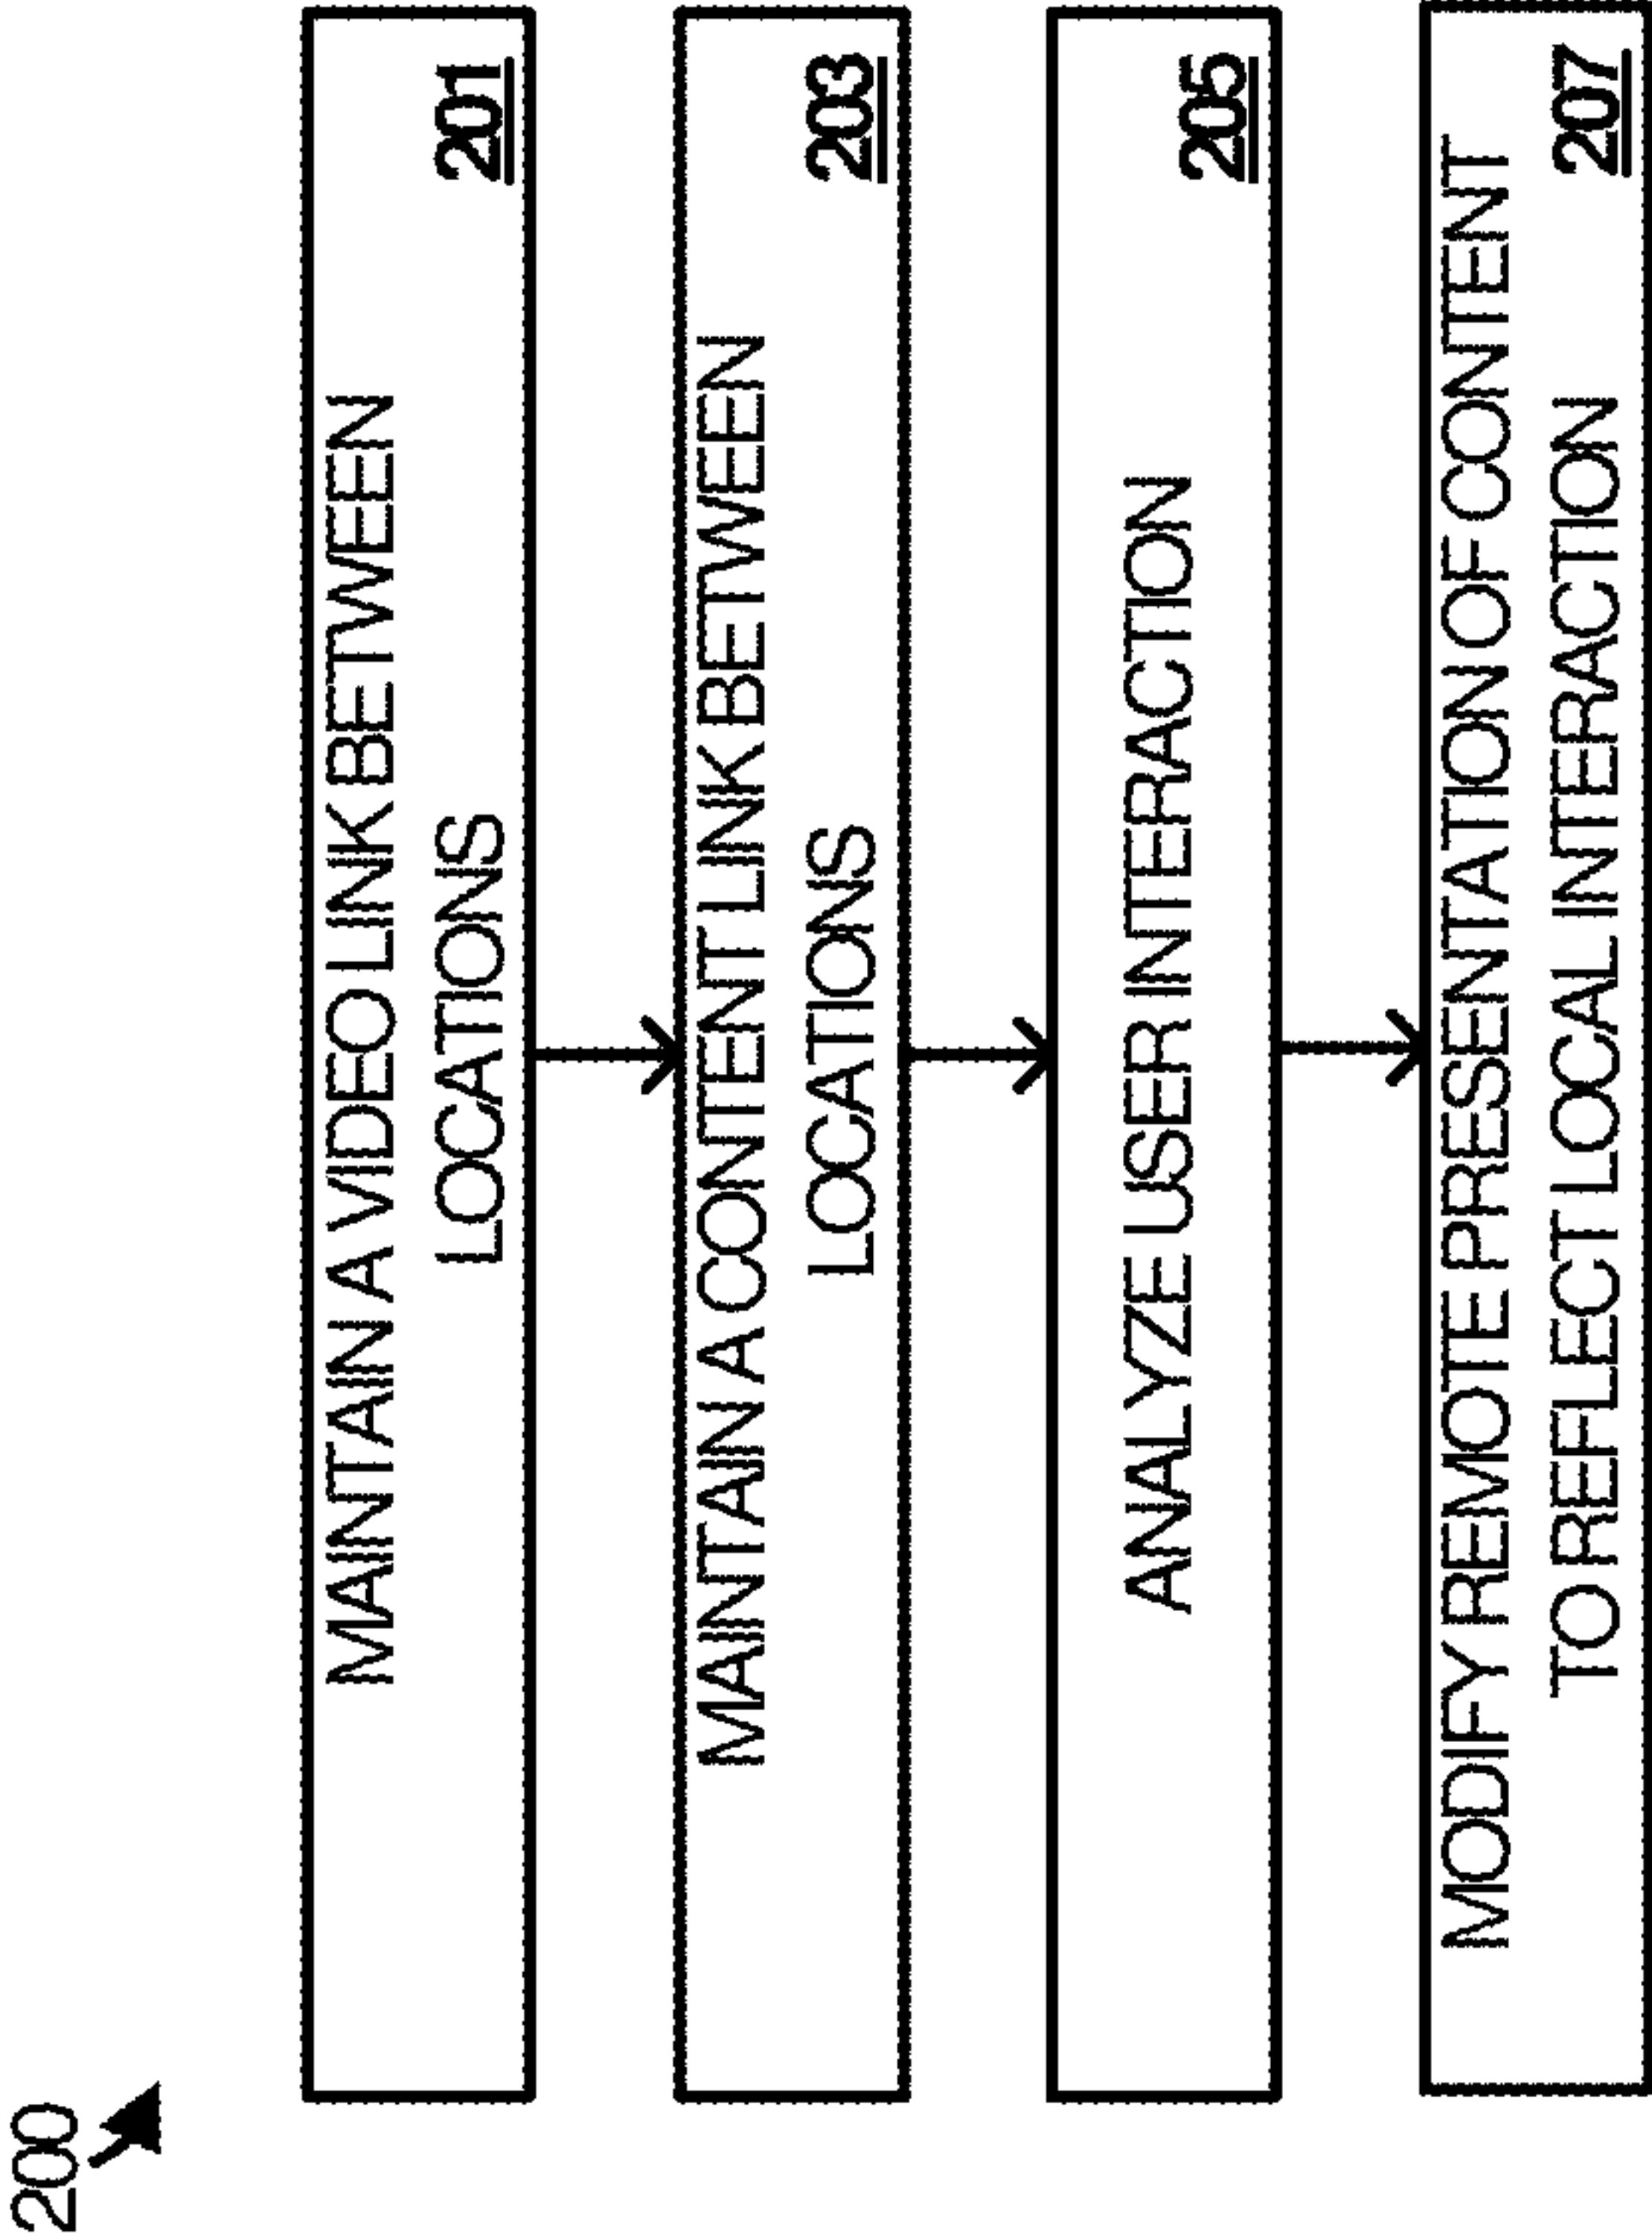 200
MAINTAIN A VIDEO LINK BETWEEN
LOCATIONS
201
MAINTAIN A CONTENT LINK BETWEEN
LOCATIONS
203
ANALYZE USER INTERACTION
205
MODIFY REMOTE PRESENTATION OF CONTENT
TO REFLECT LOCAL INTERACTION
207